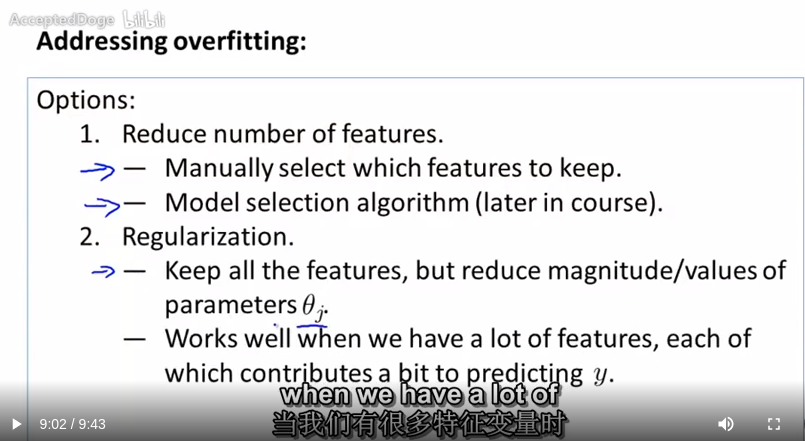 AcceptedDoge bilibili
Addressing overfitting:
Options:
1. Reduce number of features.
— Manually select which features to keep.
— Model selection algorithm (later in course).
2. Regularization.
— Keep all the features, but reduce magnitude/values of
parameters θⱼ.
— Works well when we have a lot of features, each of
which contributes a bit to predicting y.
when we have a lot of
当我们有很多特征变量时
9:02 / 9:43